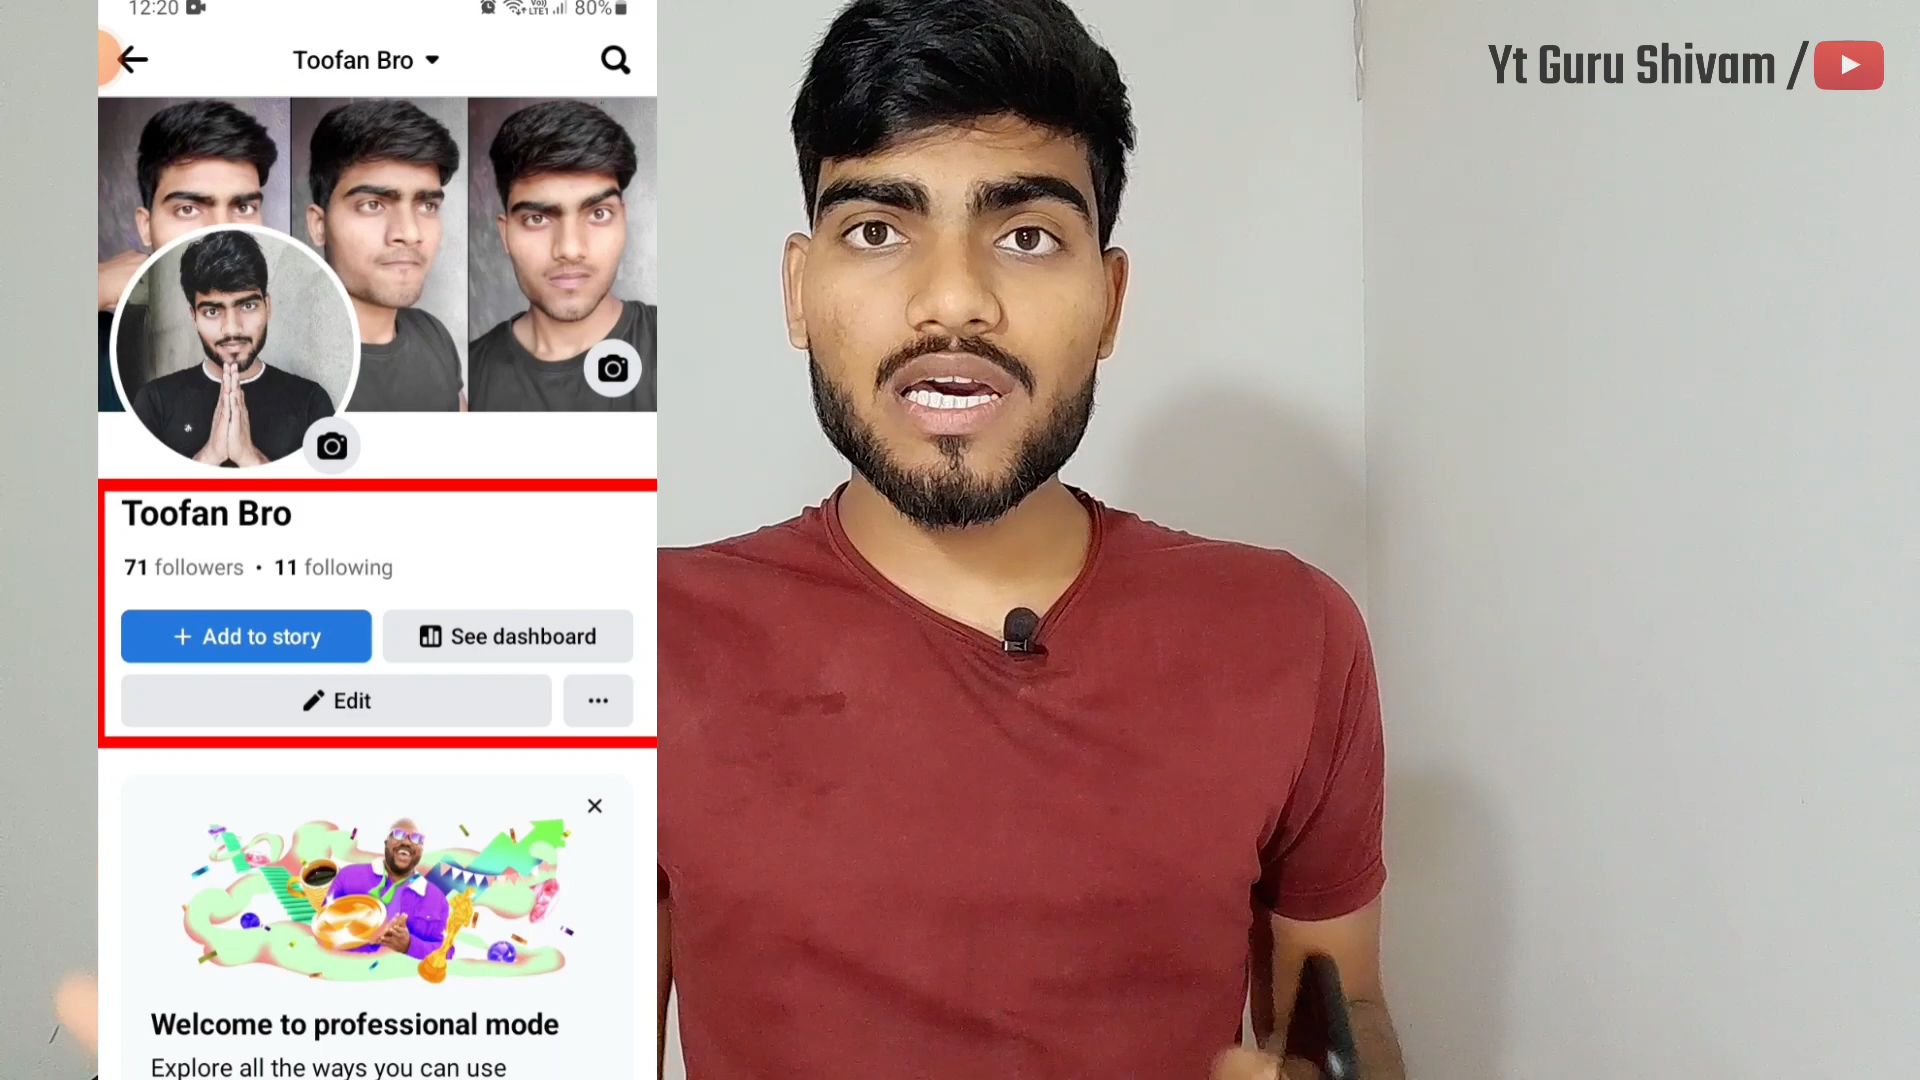 12:20 80%
Toofan Bro
Yt Guru Shivam /
Toofan Bro
71 followers • 11 following
+ Add to story
See dashboard
Edit
Welcome to professional mode
Explore all the ways you can use